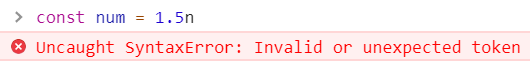 > const num = 1.5n
Uncaught SyntaxError: Invalid or unexpected token